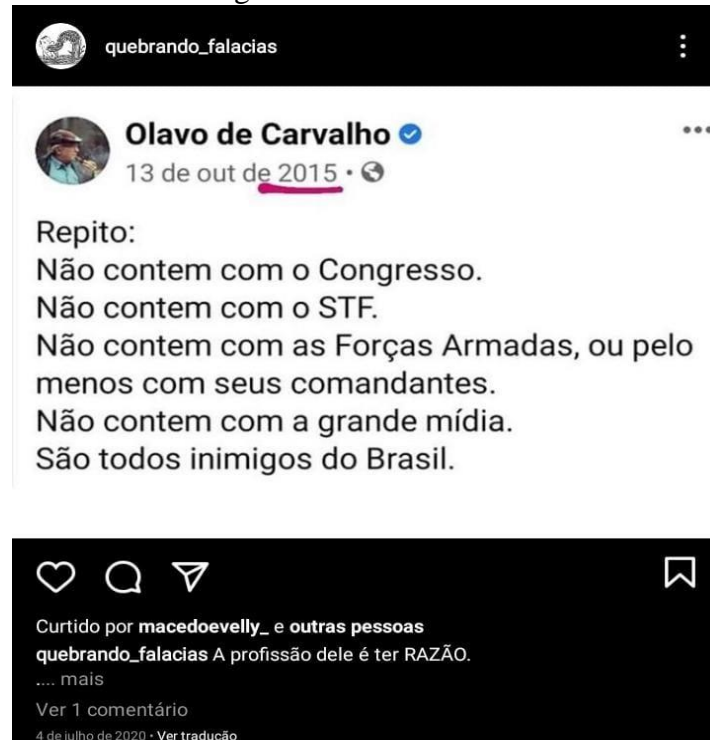 quebrando_falacias
Olavo de Carvalho
13 de out de 2015
Repito:
Não contem com o Congresso.
Não contem com o STF.
Não contem com as Forças Armadas, ou pelo
menos com seus comandantes.
Não contem com a grande mídia.
São todos inimigos do Brasil.
Curtido por macedoevelly_ e outras pessoas
quebrando_falacias A profissão dele é ter RAZÃO.
.... mais
Ver 1 comentário
4 de julho de 2020 • Ver tradução